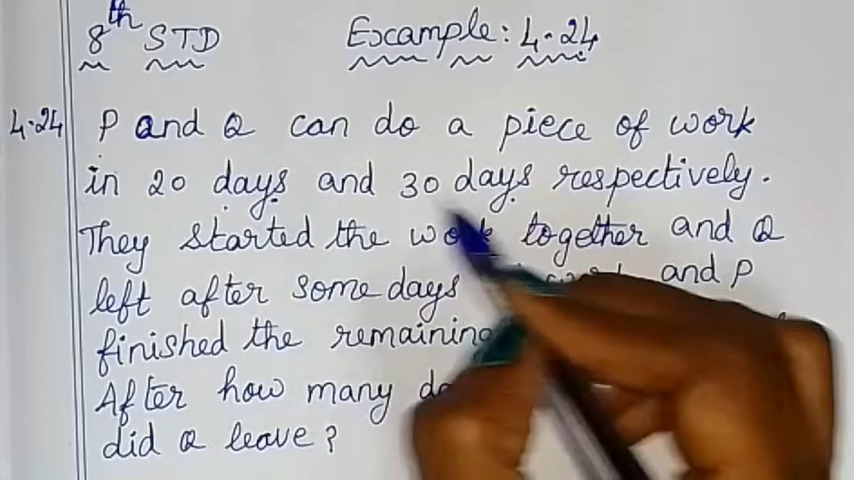 8th STD Example: 4.24
4.24 P and Q can do a piece of work
in 20 days and 30 days respectively.
They started the work together and Q
left after some days and P
finished the remaining
After how many
did Q leave?